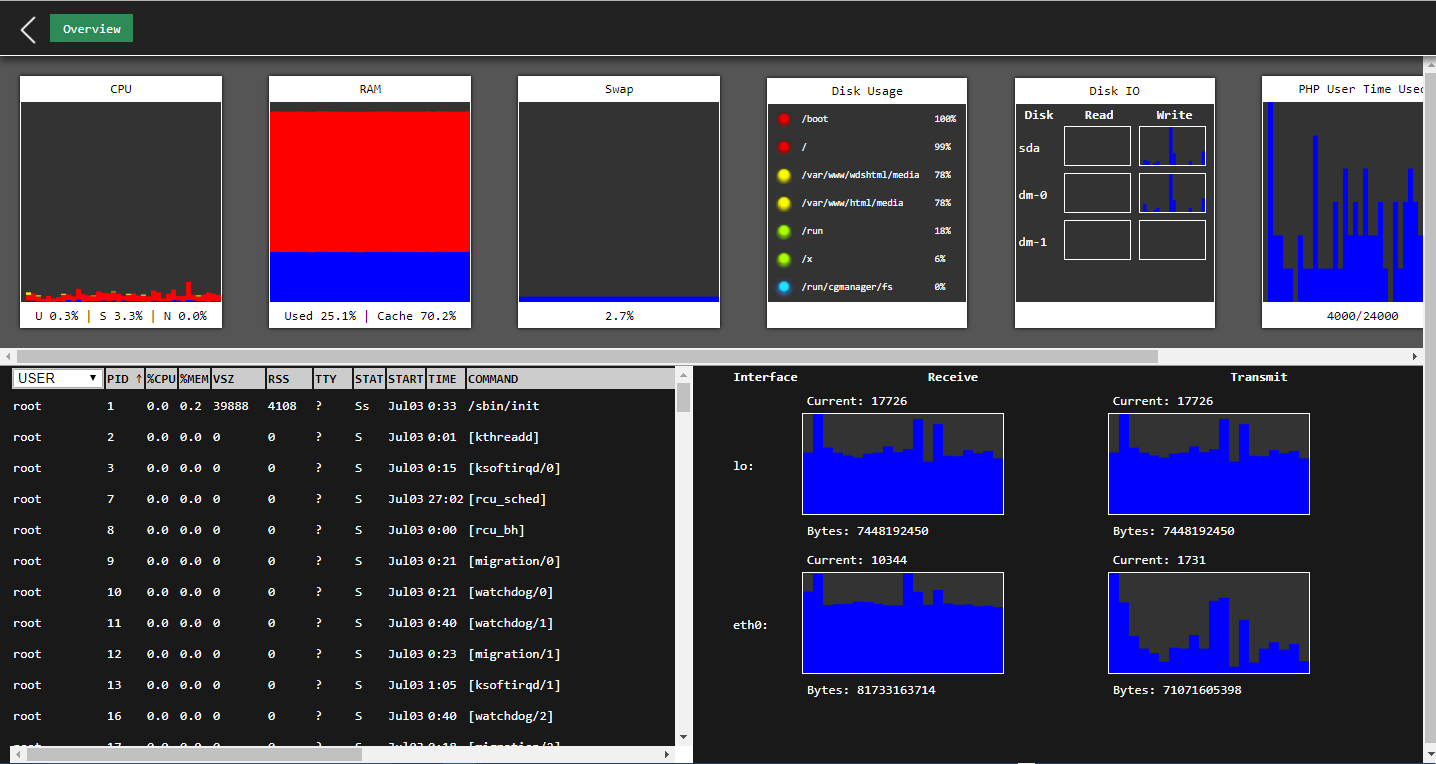 Overview
CPU
U 0.3% | S 3.3% | N 0.0%
RAM
Used 25.1% | Cache 70.2%
Swap
2.7%
Disk Usage
/boot 100%
/ 99%
/var/www/wdshtml/media 78%
/var/www/html/media 78%
/run 18%
/x 6%
/run/cgmanager/fs 0%
Disk IO
Disk Read Write
sda
dm-0
dm-1
PHP User Time Used
4000/24000
USER PID ↑ %CPU %MEM VSZ RSS TTY STAT START TIME COMMAND
root 1 0.0 0.2 39888 4108 ? Ss Jul03 0:33 /sbin/init
root 2 0.0 0.0 0 0 ? S Jul03 0:01 [kthreadd]
root 3 0.0 0.0 0 0 ? S Jul03 0:15 [ksoftirqd/0]
root 7 0.0 0.0 0 0 ? S Jul03 27:02 [rcu_sched]
root 8 0.0 0.0 0 0 ? S Jul03 0:00 [rcu_bh]
root 9 0.0 0.0 0 0 ? S Jul03 0:21 [migration/0]
root 10 0.0 0.0 0 0 ? S Jul03 0:21 [watchdog/0]
root 11 0.0 0.0 0 0 ? S Jul03 0:40 [watchdog/1]
root 12 0.0 0.0 0 0 ? S Jul03 0:23 [migration/1]
root 13 0.0 0.0 0 0 ? S Jul03 1:05 [ksoftirqd/1]
root 16 0.0 0.0 0 0 ? S Jul03 0:40 [watchdog/2]
Interface Receive Transmit
Current: 17726 Current: 17726
lo:
Bytes: 7448192450 Bytes: 7448192450
Current: 10344 Current: 1731
eth0:
Bytes: 81733163714 Bytes: 71071605398